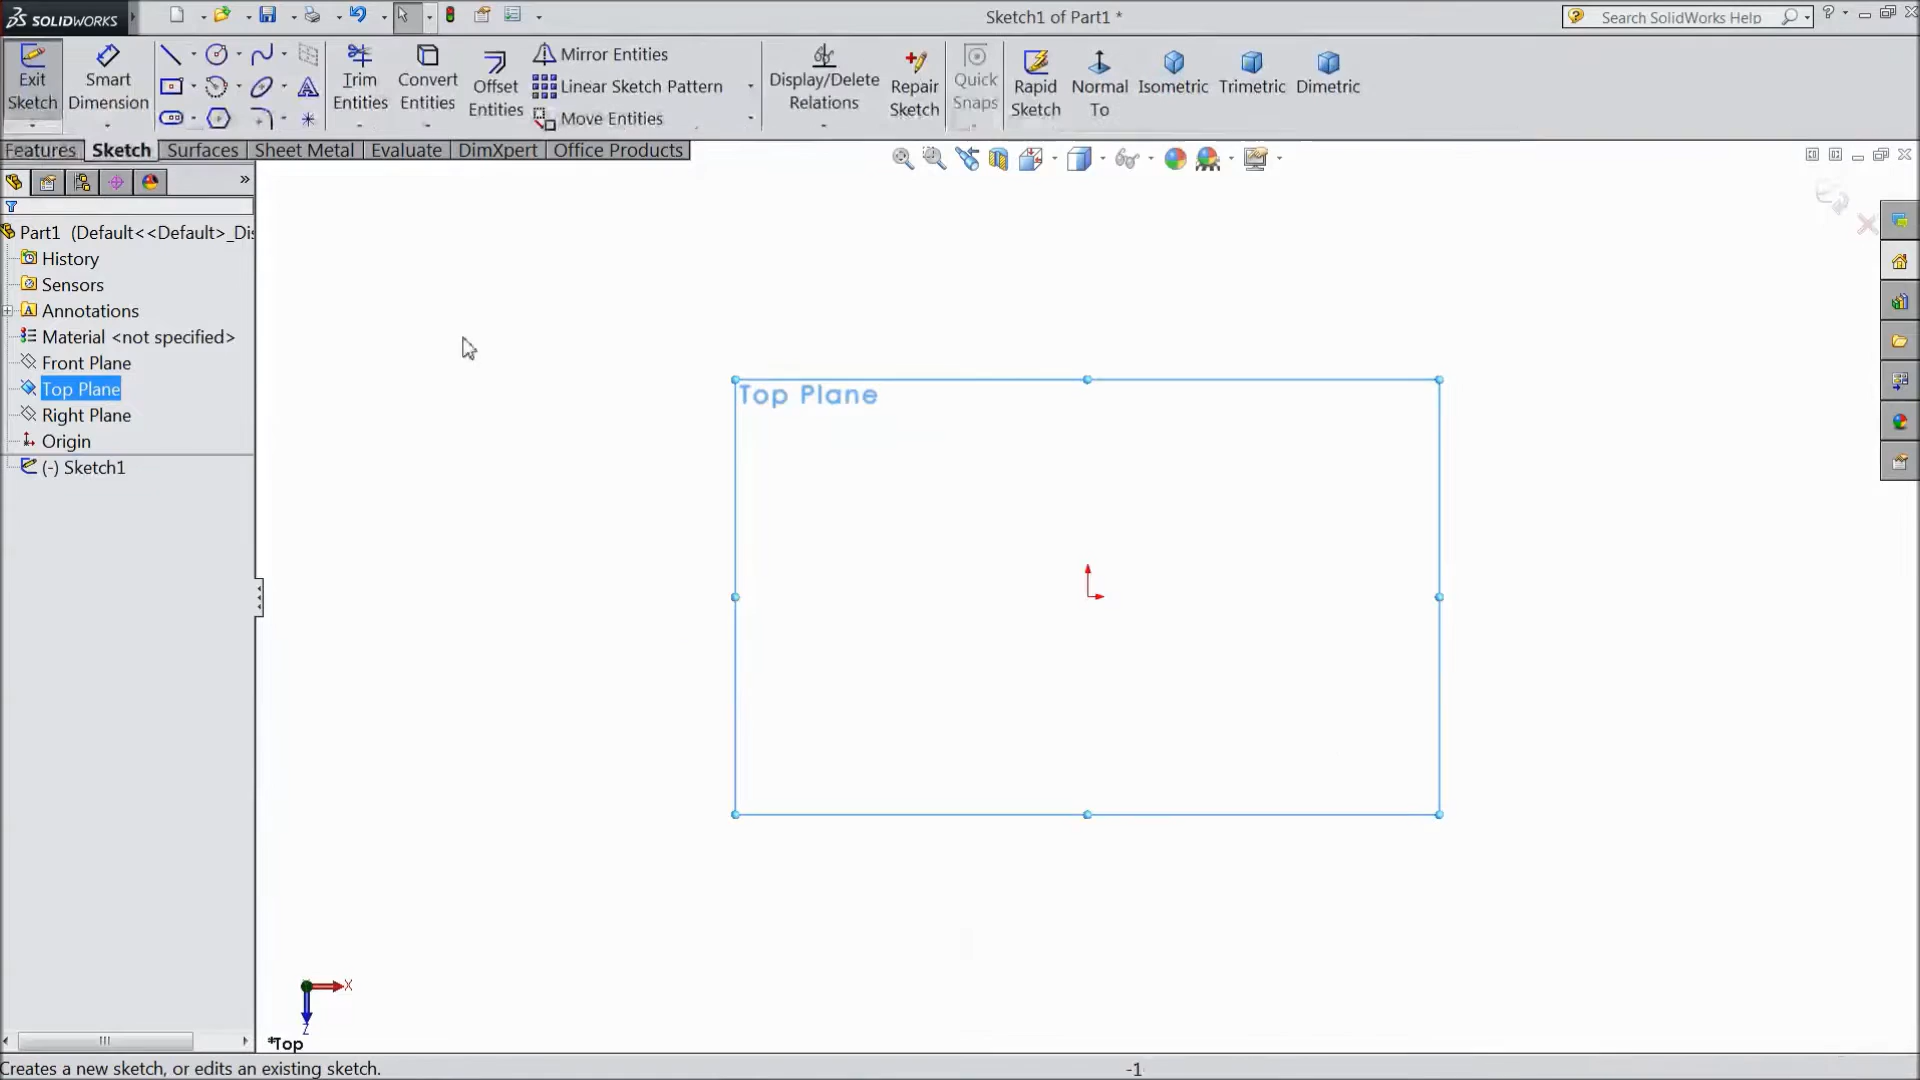 SOLIDWORKS
Sketch1 of Part1 *
Search SolidWorks Help
Exit Sketch
Smart Dimension
Trim Entities
Convert Entities
Offset Entities
Mirror Entities
Linear Sketch Pattern
Move Entities
Display/Delete Relations
Repair Sketch
Quick Snaps
Rapid Sketch
Normal To
Isometric
Trimetric
Dimetric
Features
Sketch
Surfaces
Sheet Metal
Evaluate
DimXpert
Office Products
Part1 (Default<<Default>_Dis
History
Sensors
Annotations
Material <not specified>
Front Plane
Top Plane
Right Plane
Origin
(-) Sketch1
Top Plane
X
Z
*Top
Creates a new sketch, or edits an existing sketch.
-1